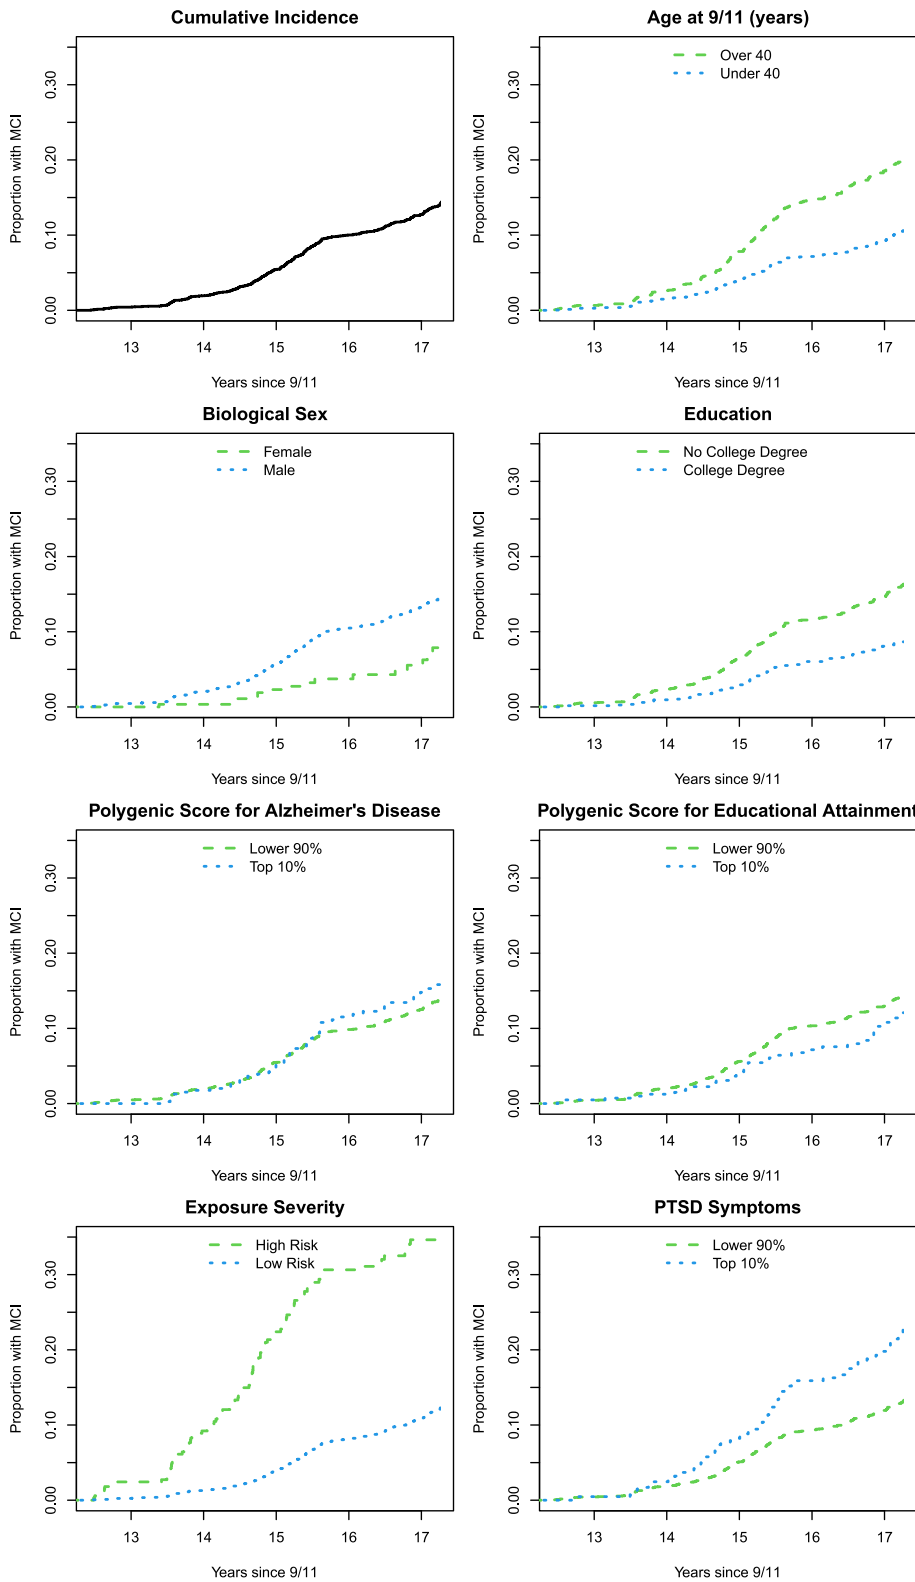 Cumulative Incidence
Proportion with MCI
0.00 0.10 0.20 0.30
13 14 15 16 17
Years since 9/11
Age at 9/11 (years)
Over 40
Under 40
Proportion with MCI
0.00 0.10 0.20 0.30
13 14 15 16 17
Years since 9/11
Biological Sex
Female
Male
Proportion with MCI
0.00 0.10 0.20 0.30
13 14 15 16 17
Years since 9/11
Education
No College Degree
College Degree
Proportion with MCI
0.00 0.10 0.20 0.30
13 14 15 16 17
Years since 9/11
Polygenic Score for Alzheimer's Disease
Lower 90%
Top 10%
Proportion with MCI
0.00 0.10 0.20 0.30
13 14 15 16 17
Years since 9/11
Polygenic Score for Educational Attainment
Lower 90%
Top 10%
Proportion with MCI
0.00 0.10 0.20 0.30
13 14 15 16 17
Years since 9/11
Exposure Severity
High Risk
Low Risk
Proportion with MCI
0.00 0.10 0.20 0.30
13 14 15 16 17
Years since 9/11
PTSD Symptoms
Lower 90%
Top 10%
Proportion with MCI
0.00 0.10 0.20 0.30
13 14 15 16 17
Years since 9/11